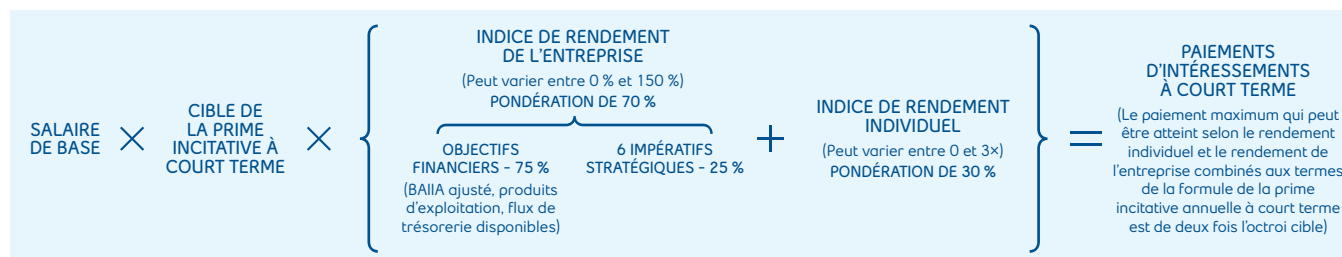 SALAIRE
DE BASE
×
CIBLE DE
LA PRIME
INCITATIVE À
COURT TERME
×
INDICE DE RENDEMENT
DE L'ENTREPRISE
(Peut varier entre 0 % et 150 %)
PONDÉRATION DE 70 %
OBJECTIFS
FINANCIERS – 75 %
(BAIIA ajusté, produits
d'exploitation, flux de
trésorerie disponibles)
6 IMPÉRATIFS
STRATÉGIQUES – 25 %
+
INDICE DE RENDEMENT
INDIVIDUEL
(Peut varier entre 0 et 3×)
PONDÉRATION DE 30 %
=
PAIEMENTS
D'INTÉRESSEMENTS
À COURT TERME
(Le paiement maximum qui peut
être atteint selon le rendement
individuel et le rendement de
l'entreprise combinés aux termes
de la formule de la prime
incitative annuelle à court terme
est de deux fois l'octroi cible)